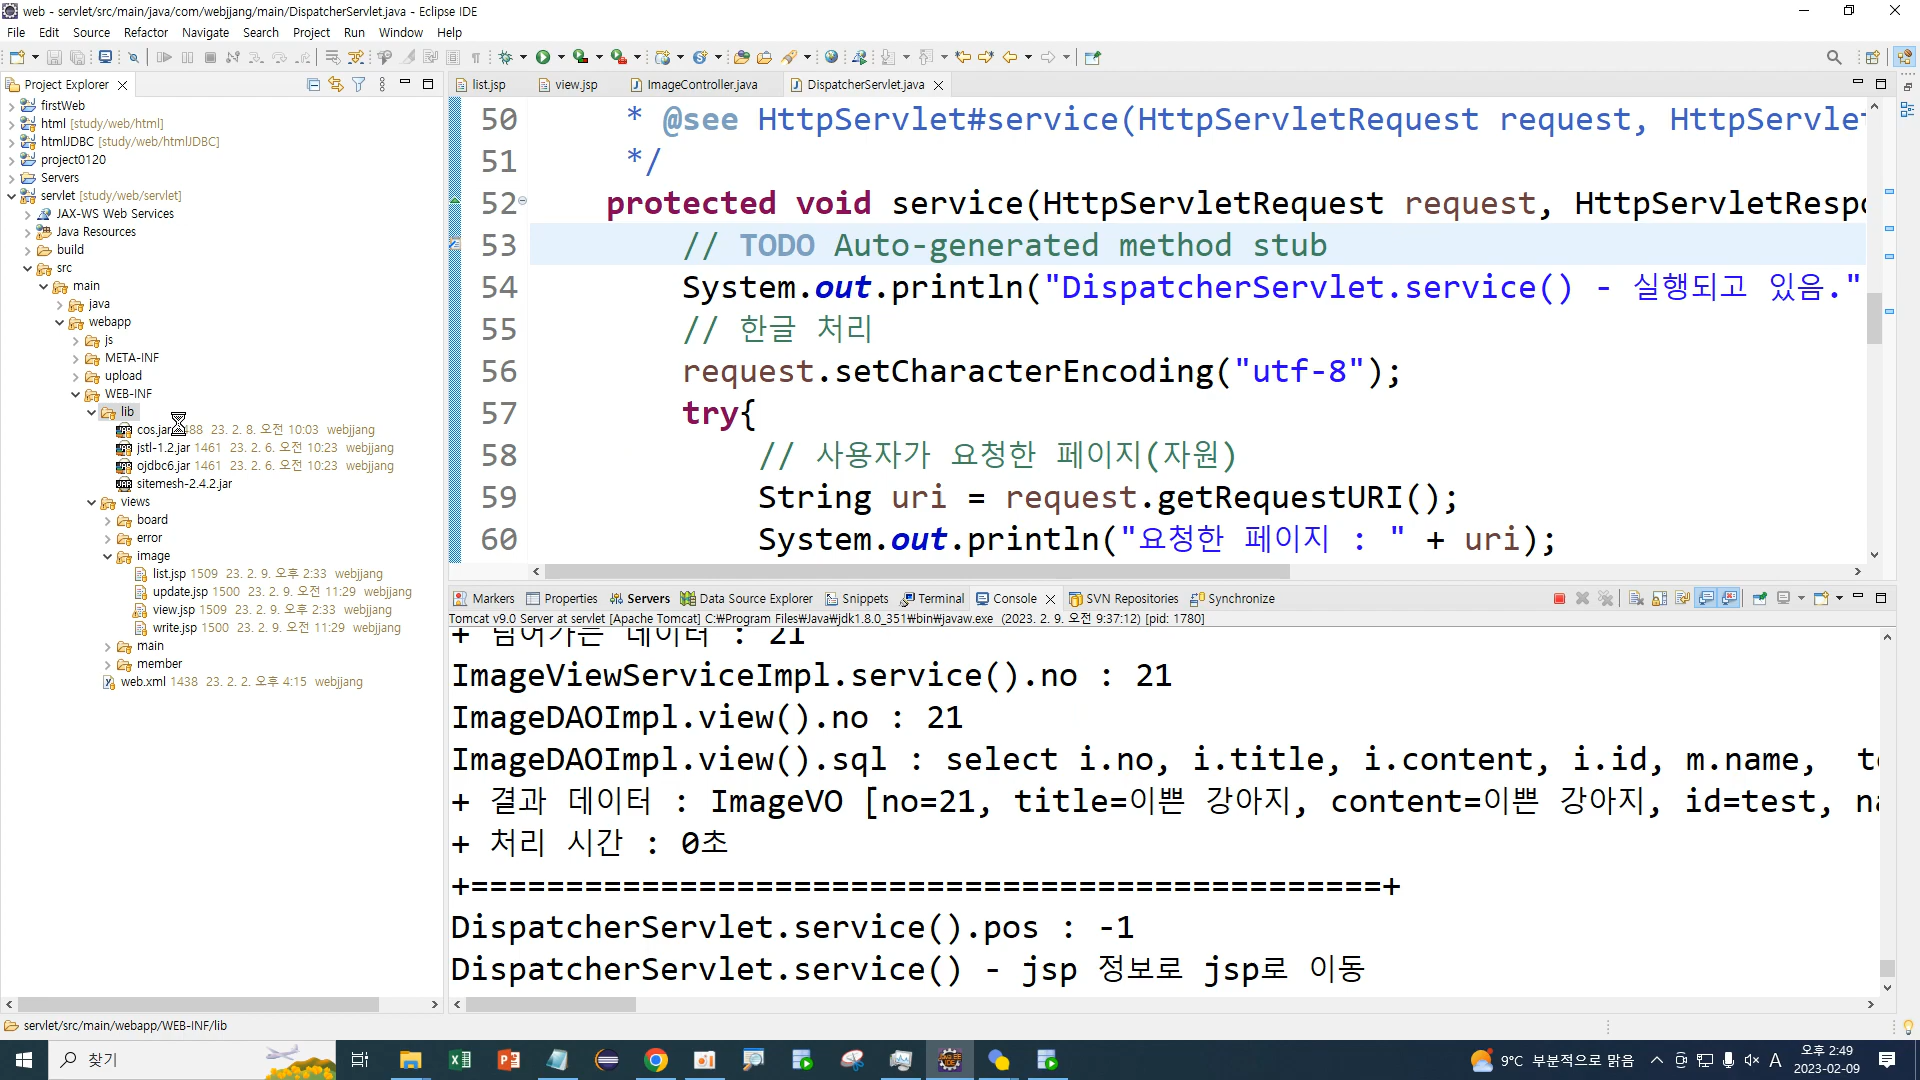 web - servlet/src/main/java/com/webjjang/main/DispatcherServlet.java - Eclipse IDE
File Edit Source Refactor Navigate Search Project Run Window Help
Project Explorer
list.jsp view.jsp ImageController.java DispatcherServlet.java
firstWeb
html [study/web/html]
htmlJDBC [study/web/htmlJDBC]
project0120
Servers
servlet [study/web/servlet]
JAX-WS Web Services
Java Resources
build
src
main
java
webapp
js
META-INF
upload
WEB-INF
lib
cos.jar 488 23. 2. 8. 오전 10:03 webjjang
jstl-1.2.jar 1461 23. 2. 6. 오전 10:23 webjjang
ojdbc6.jar 1461 23. 2. 6. 오전 10:23 webjjang
sitemesh-2.4.2.jar
views
board
error
image
list.jsp 1509 23. 2. 9. 오후 2:33 webjjang
update.jsp 1500 23. 2. 9. 오전 11:29 webjjang
view.jsp 1509 23. 2. 9. 오후 2:33 webjjang
write.jsp 1500 23. 2. 9. 오전 11:29 webjjang
main
member
web.xml 1438 23. 2. 2. 오후 4:15 webjjang
50 * @see HttpServlet#service(HttpServletRequest request, HttpServlet
51 */
52 protected void service(HttpServletRequest request, HttpServletRespo
53 // TODO Auto-generated method stub
54 System.out.println("DispatcherServlet.service() - 실행되고 있음."
55 // 한글 처리
56 request.setCharacterEncoding("utf-8");
57 try{
58 // 사용자가 요청한 페이지(자원)
59 String uri = request.getRequestURI();
60 System.out.println("요청한 페이지 : " + uri);
Markers Properties Servers Data Source Explorer Snippets Terminal Console SVN Repositories Synchronize
Tomcat v9.0 Server at servlet [Apache Tomcat] C:₩Program Files₩Java₩jdk1.8.0_351₩bin₩javaw.exe (2023. 2. 9. 오전 9:37:12) [pid: 1780]
+ 넘어가는 데이터 : 21
ImageViewServiceImpl.service().no : 21
ImageDAOImpl.view().no : 21
ImageDAOImpl.view().sql : select i.no, i.title, i.content, i.id, m.name, to
+ 결과 데이터 : ImageVO [no=21, title=이쁜 강아지, content=이쁜 강아지, id=test, na
+ 처리 시간 : 0초
+================================================+
DispatcherServlet.service().pos : -1
DispatcherServlet.service() - jsp 정보로 jsp로 이동
servlet/src/main/webapp/WEB-INF/lib
찾기
9°C 부분적으로 맑음
A
오후 2:49
2023-02-09